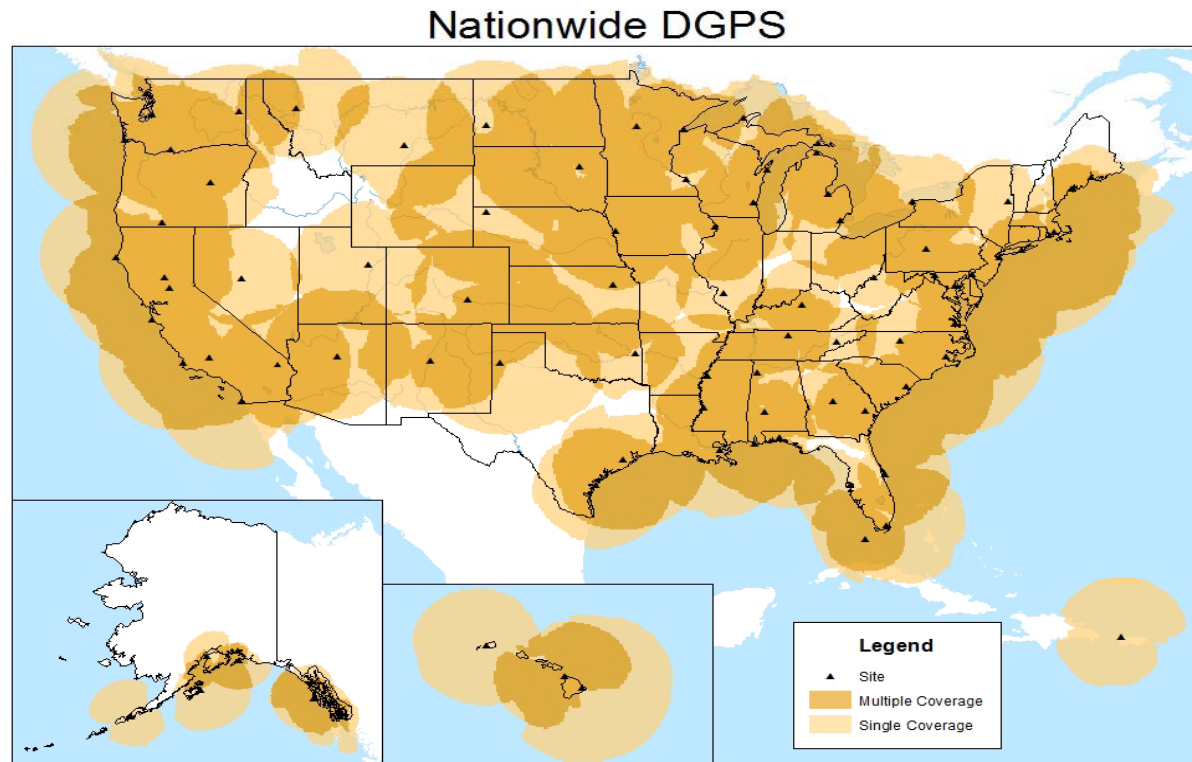 Nationwide DGPS
Legend
Site
Multiple Coverage
Single Coverage